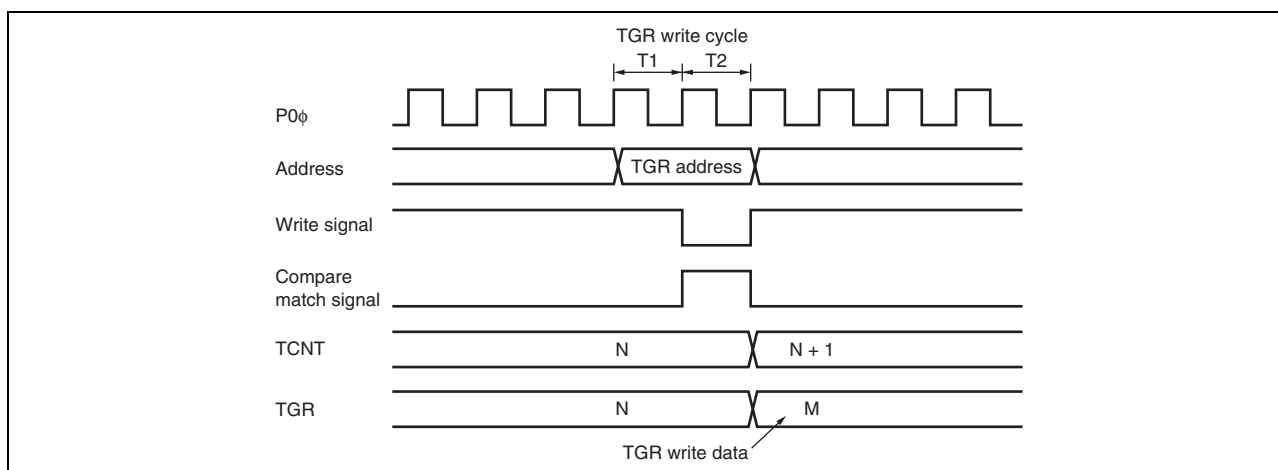 TGR write cycle
T1 T2
P0ϕ
Address TGR address
Write signal
Compare
match signal
TCNT N N + 1
TGR N M
TGR write data